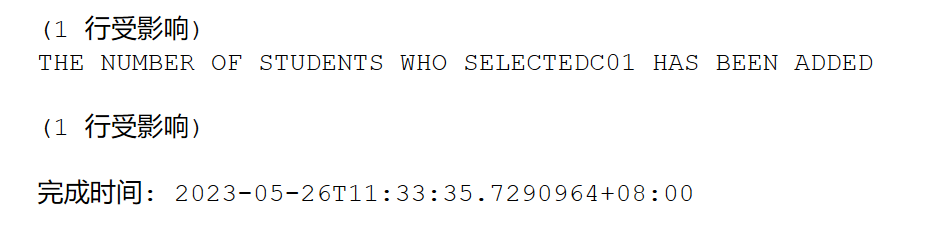 (1 行受影响)
THE NUMBER OF STUDENTS WHO SELECTEDC01 HAS BEEN ADDED
(1 行受影响)
完成时间: 2023-05-26T11:33:35.7290964+08:00